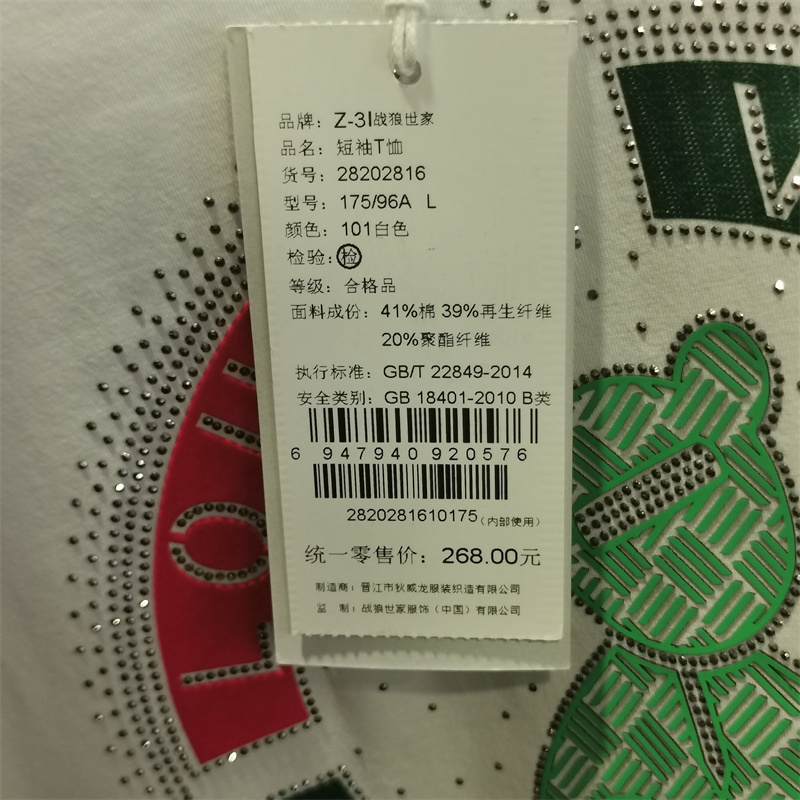 品牌：Z-3I战狼世家
品名：短袖T恤
货号：28202816
型号：175/96A L
颜色：101白色
检验：检
等级：合格品
面料成份：41%棉 39%再生纤维
20%聚酯纤维
执行标准：GB/T 22849-2014
安全类别：GB 18401-2010 B类
6 947940 920576
2820281610175（内部使用）
统一零售价：268.00元
制造商：晋江市狄威龙服装织造有限公司
监 制：战狼世家服饰（中国）有限公司